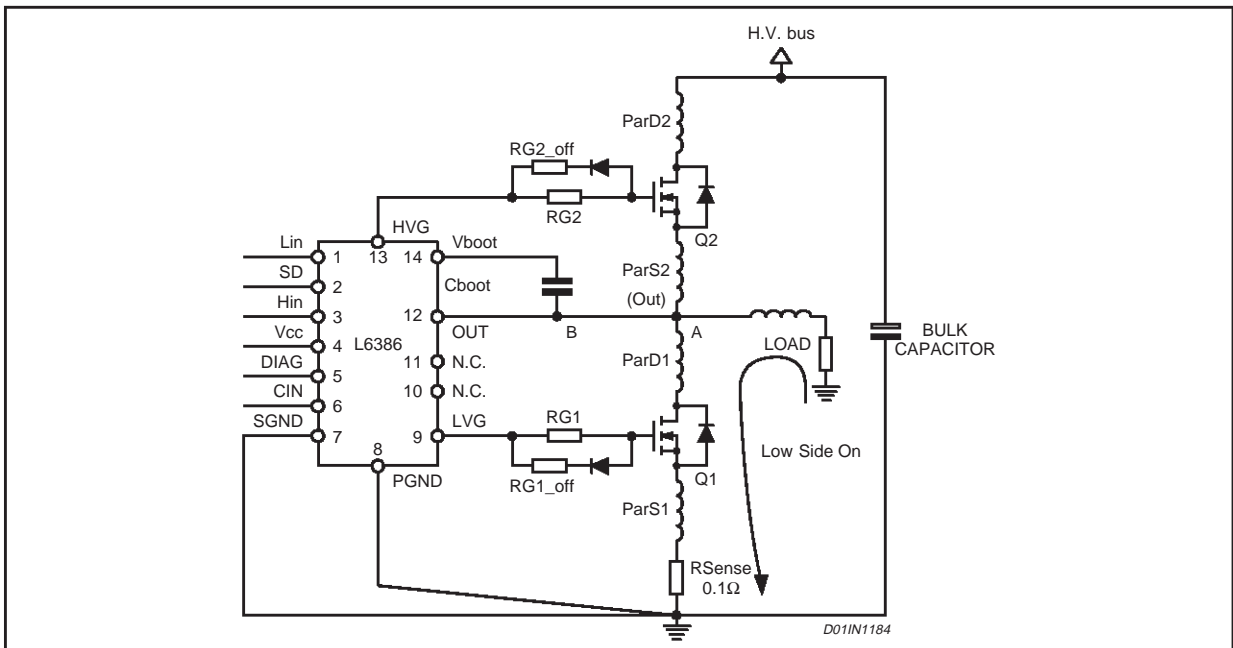 H.V. bus
ParD2
RG2_off
RG2
Q2
HVG
13
Lin
1
SD
2
Hin
3
Vcc
4
DIAG
5
CIN
6
SGND
7
L6386
14
Vboot
Cboot
12
OUT
B
11
N.C.
10
N.C.
9
LVG
8
PGND
ParS2
(Out)
A
LOAD
BULK
CAPACITOR
ParD1
RG1
RG1_off
Q1
Low Side On
ParS1
RSense
0.1Ω
D01IN1184